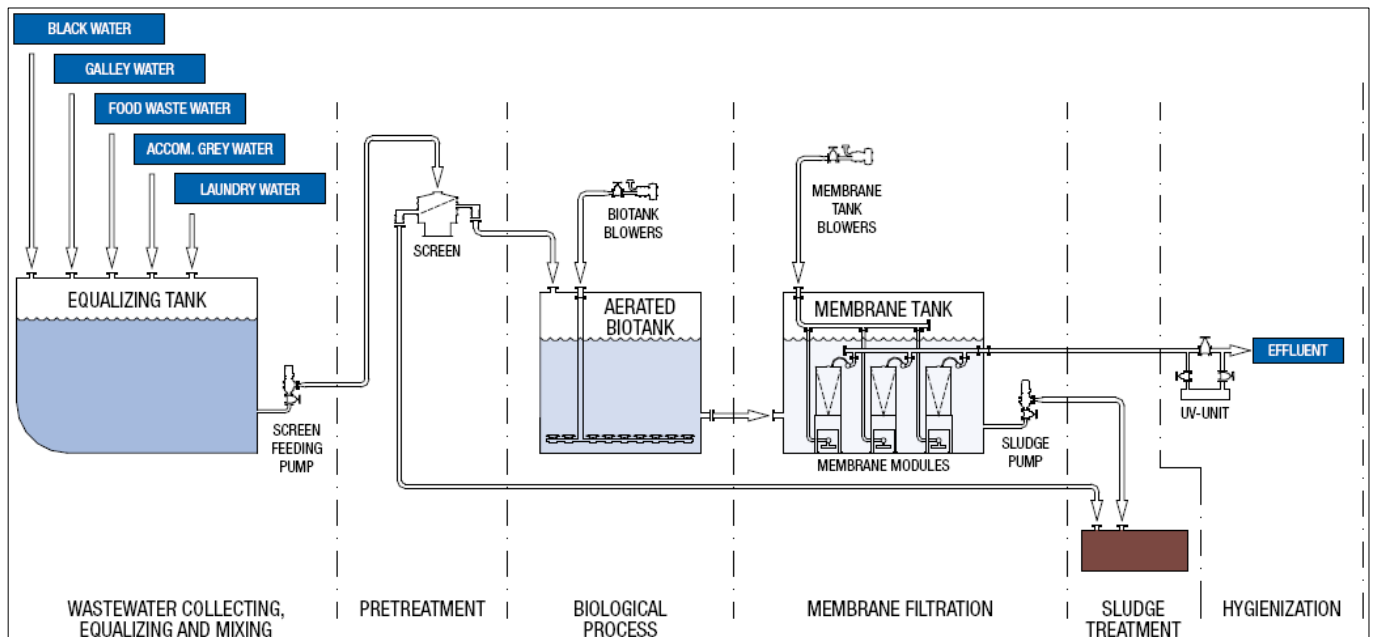 BLACK WATER
GALLEY WATER
FOOD WASTE WATER
ACCOM. GREY WATER
LAUNDRY WATER
EQUALIZING TANK
SCREEN
FEEDING
PUMP
SCREEN
BIOTANK
BLOWERS
AERATED
BIOTANK
MEMBRANE
TANK
BLOWERS
MEMBRANE TANK
MEMBRANE MODULES
SLUDGE
PUMP
EFFLUENT
UV-UNIT
WASTEWATER COLLECTING,
EQUALIZING AND MIXING
PRETREATMENT
BIOLOGICAL
PROCESS
MEMBRANE FILTRATION
SLUDGE
TREATMENT
HYGIENIZATION